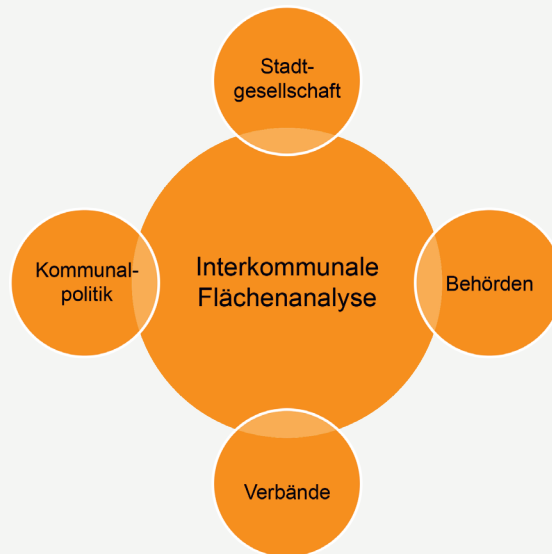 Stadt-
gesellschaft
Kommunal-
politik
Interkommunale
Flächenanalyse
Behörden
Verbände